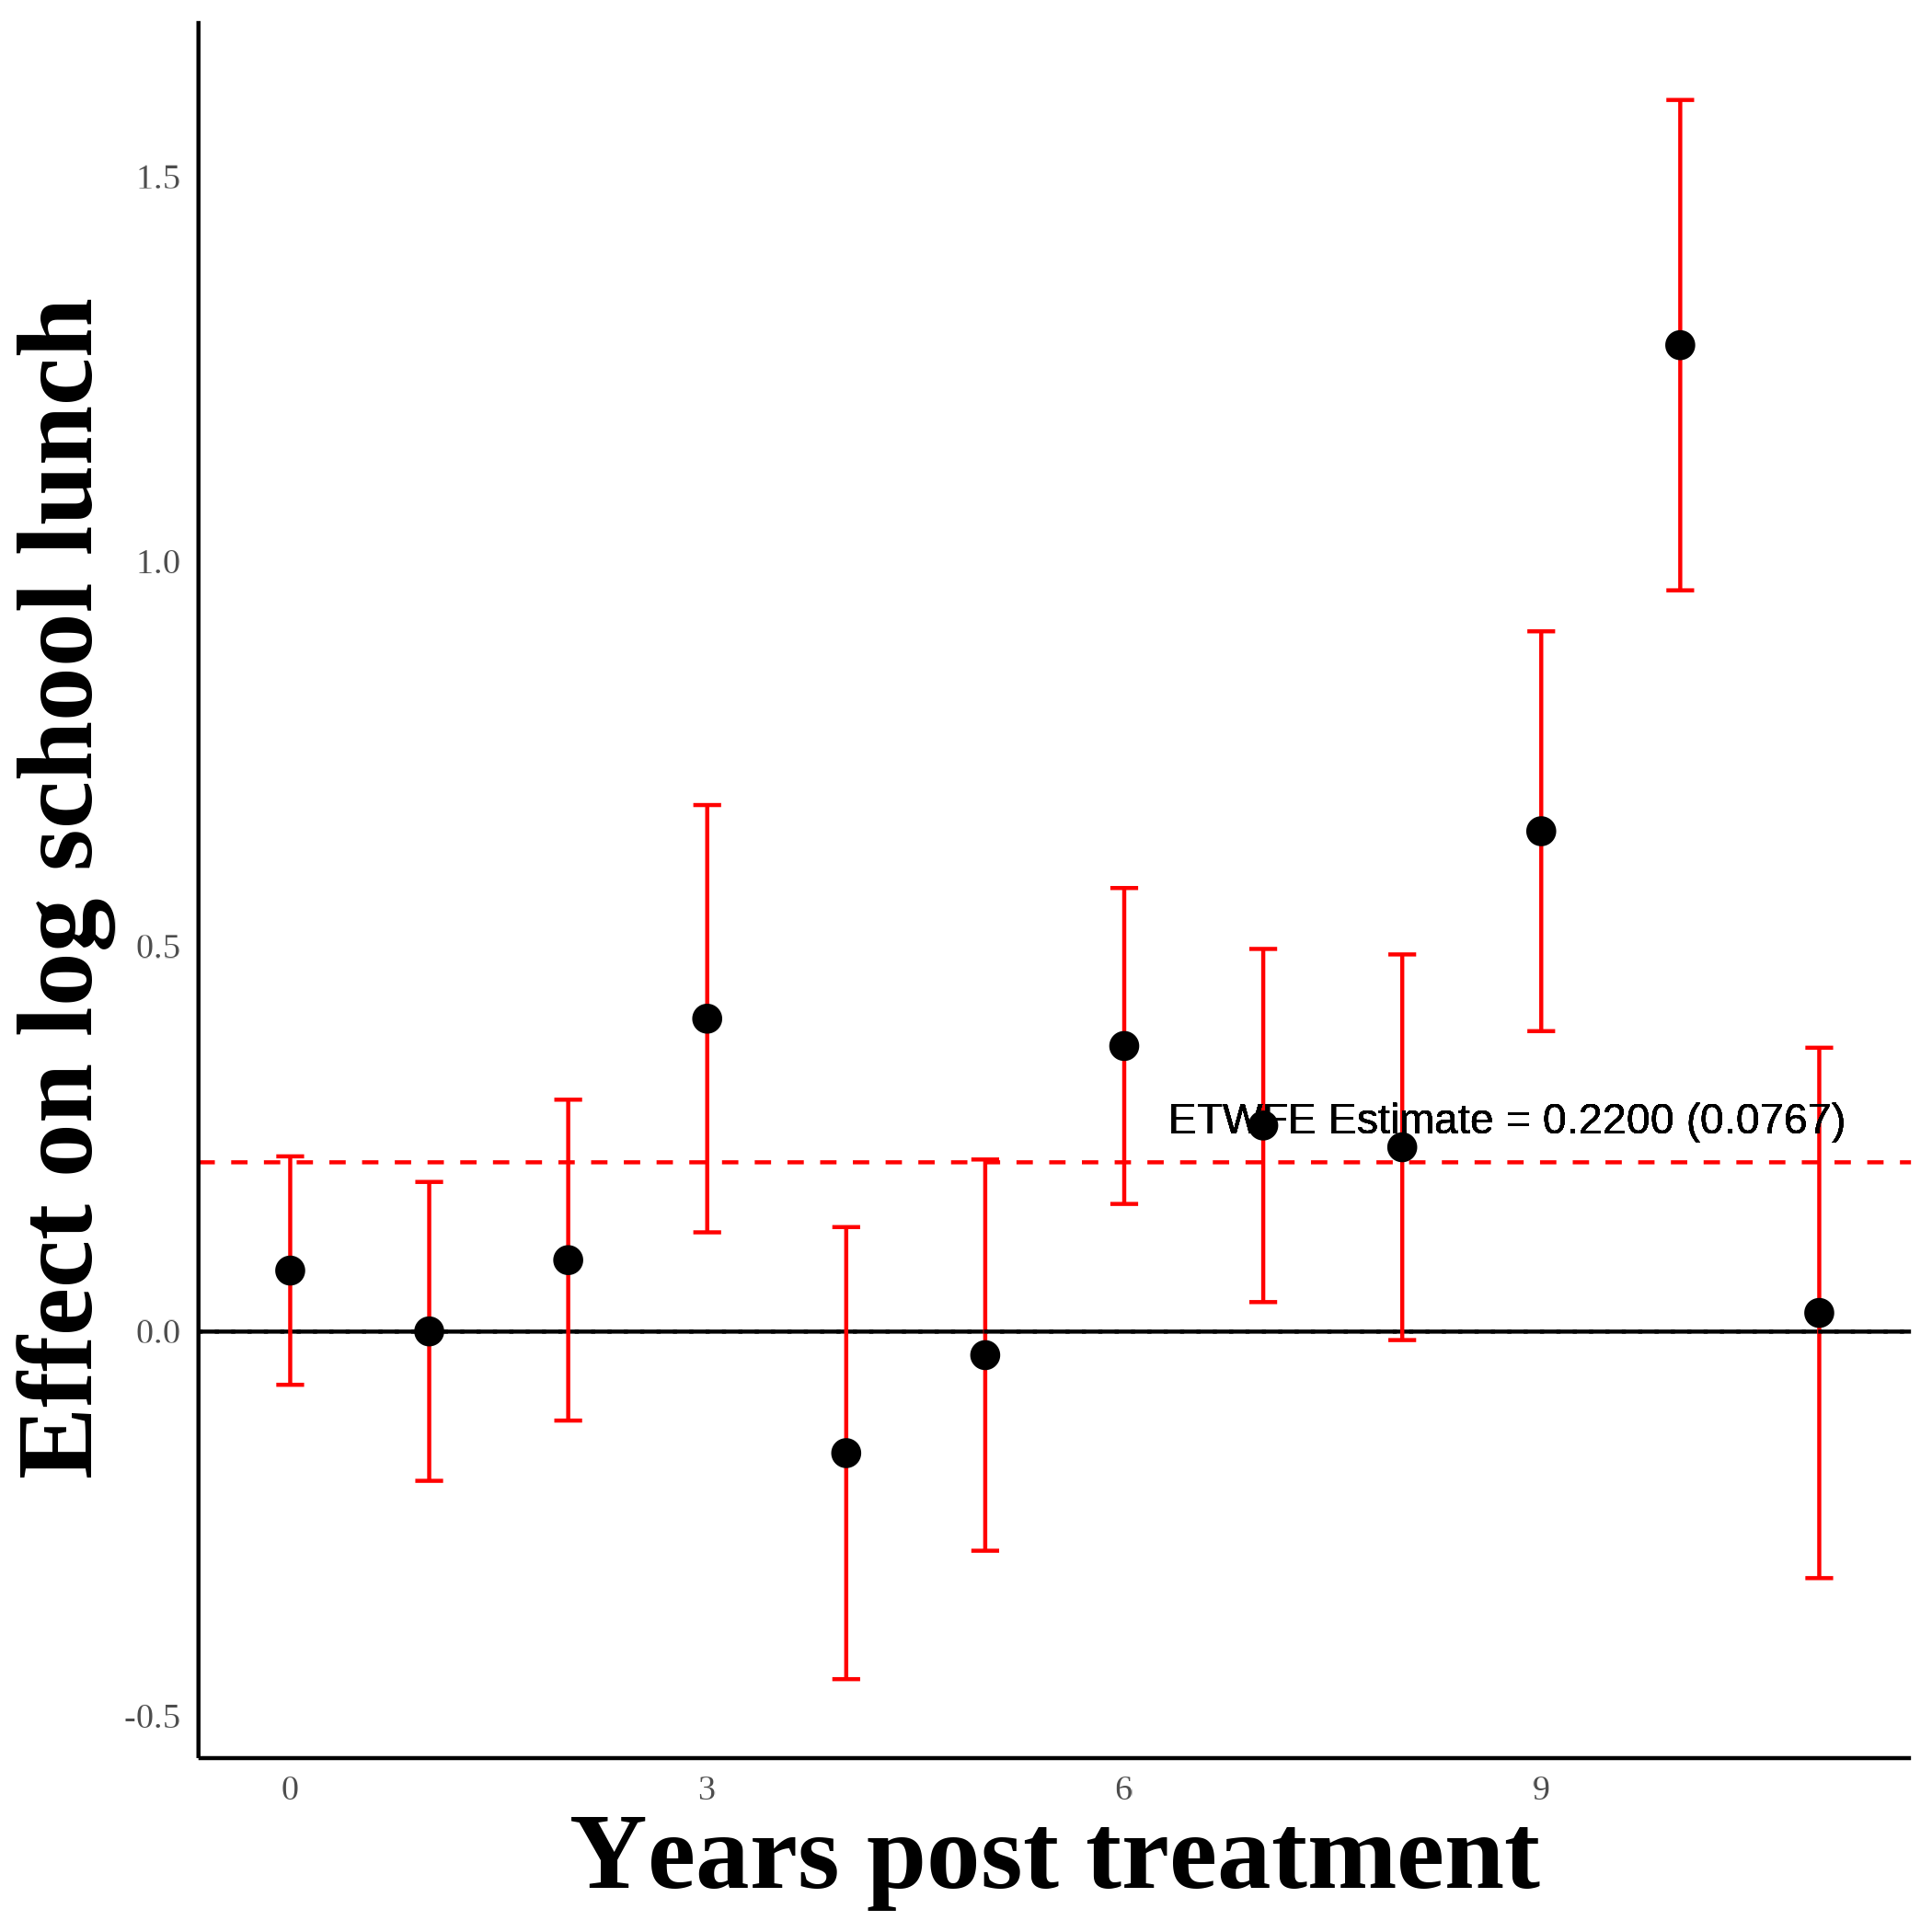 Effect on log school lunch
1.5
1.0
0.5
0.0
-0.5
ETWFE Estimate = 0.2200 (0.0767)
0 3 6 9
Years post treatment